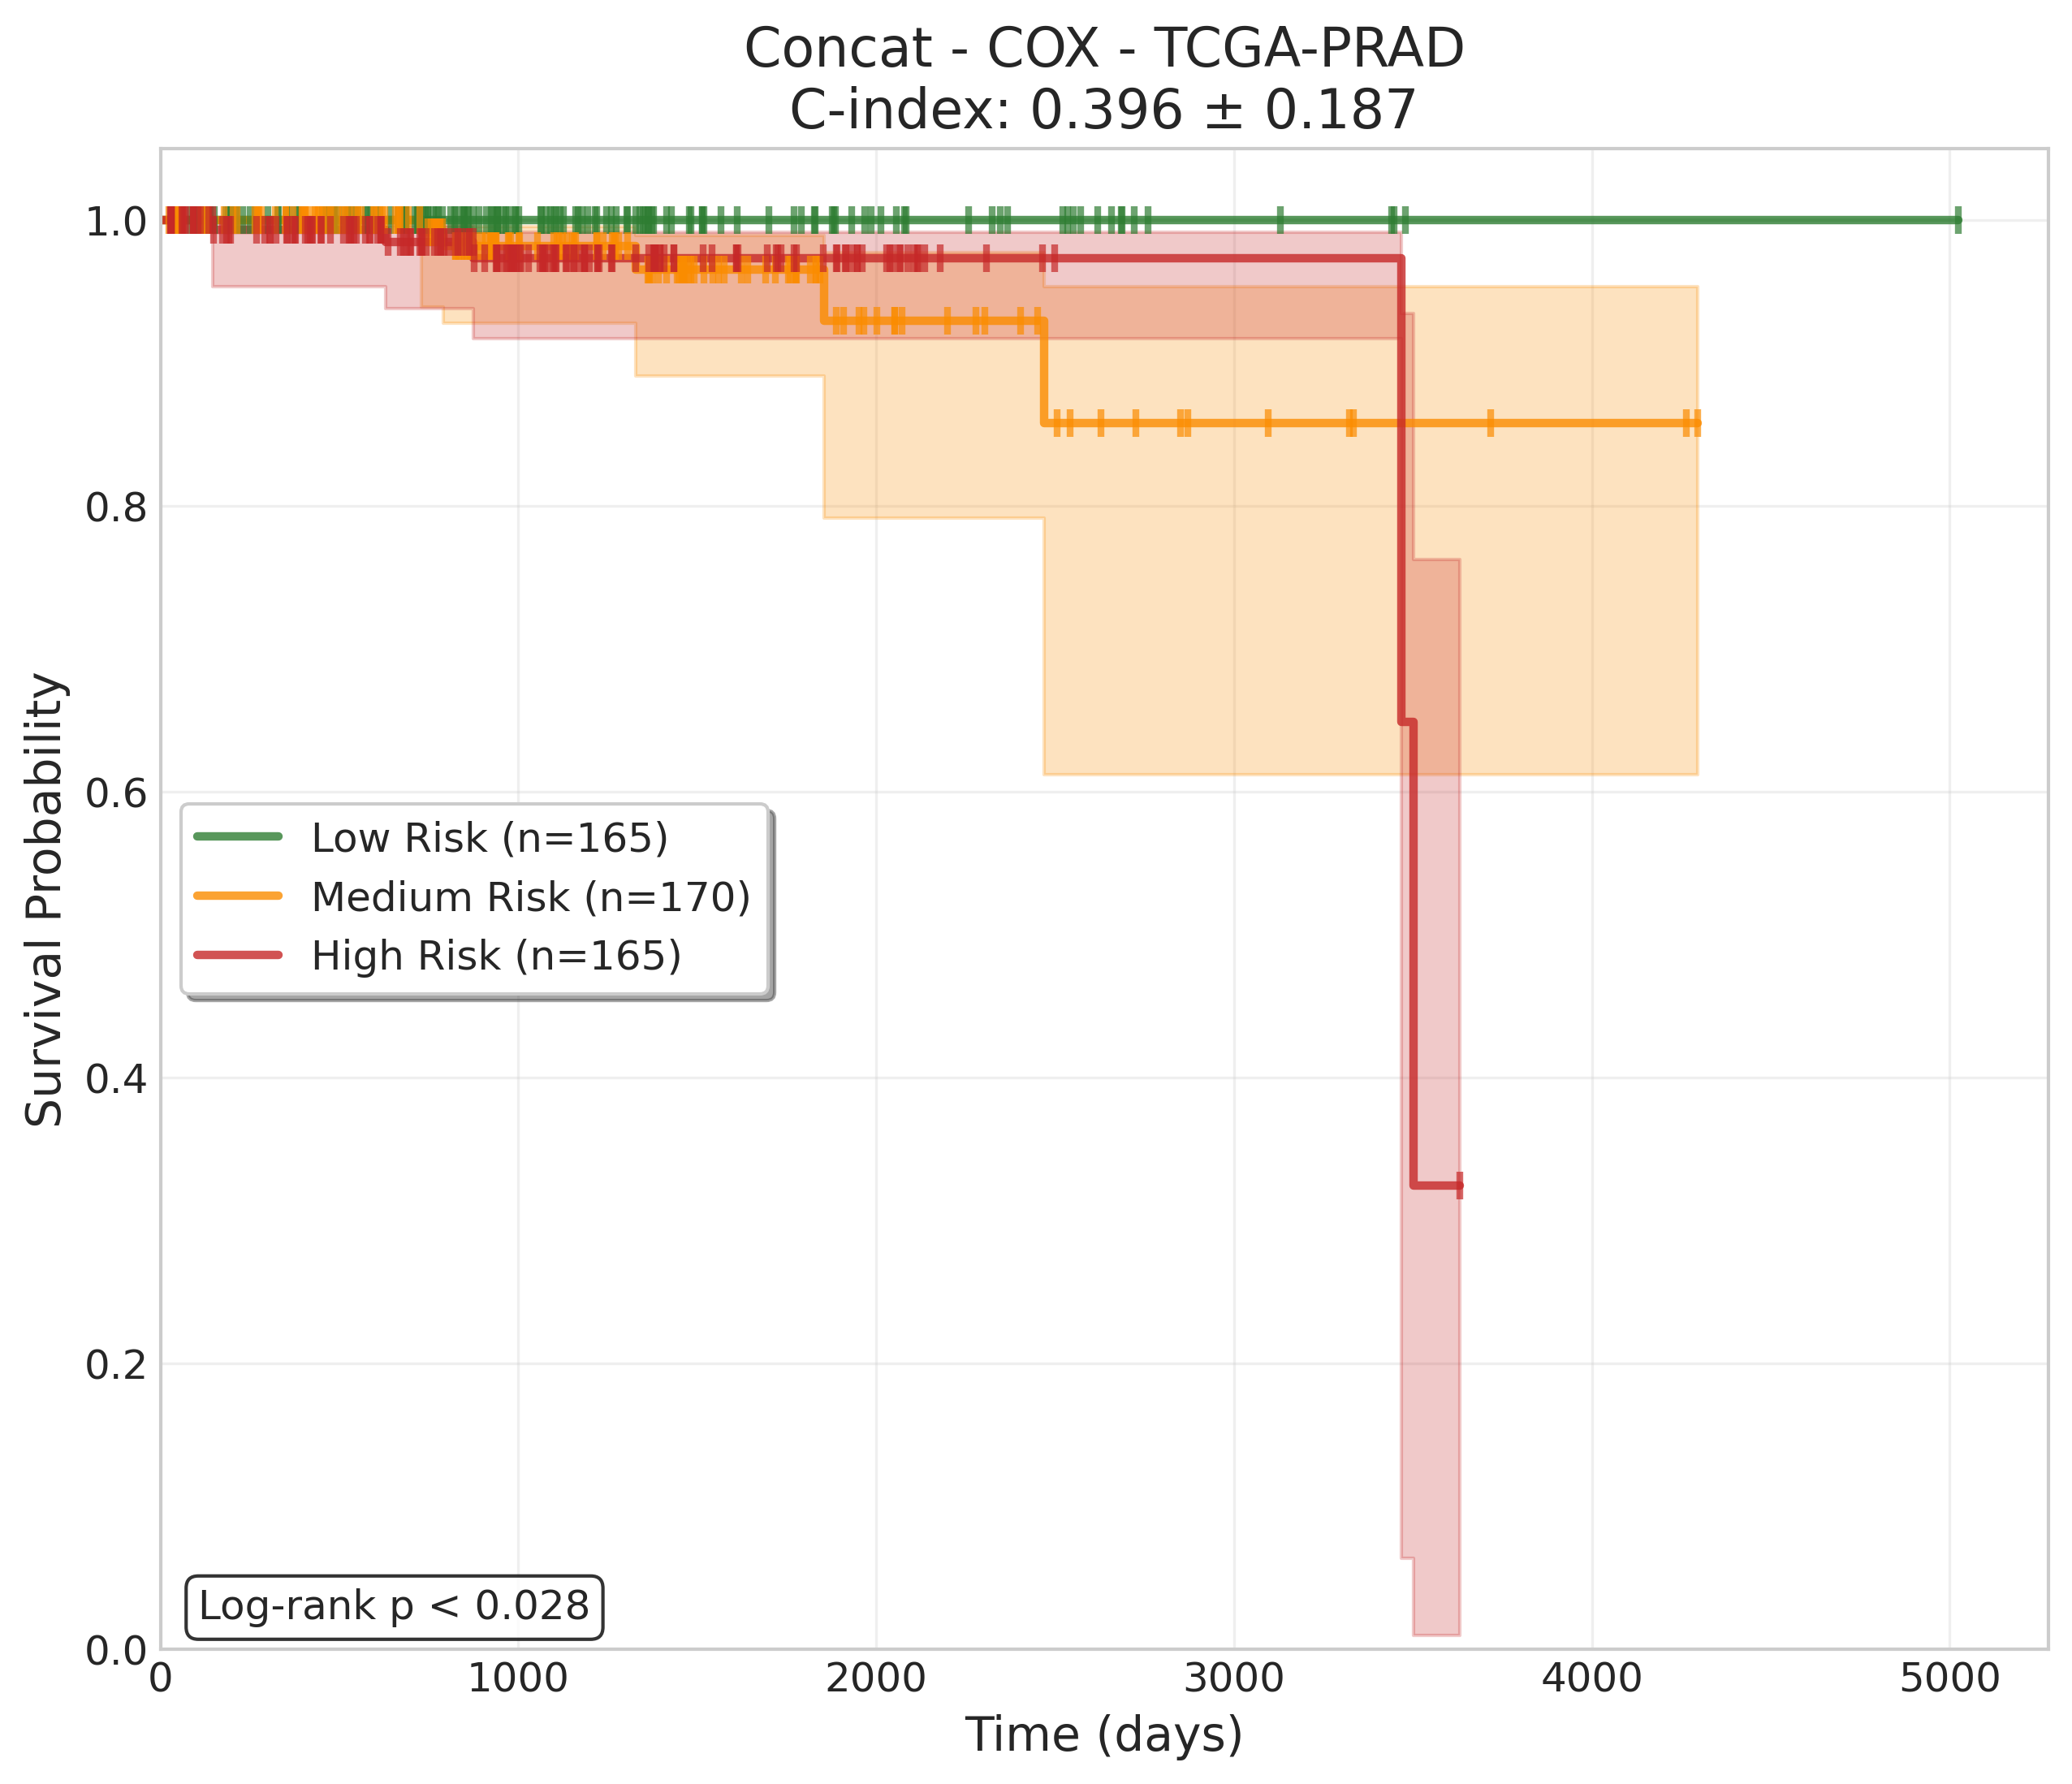 Concat - COX - TCGA-PRAD
C-index: 0.396 ± 0.187
Survival Probability
1.0
0.8
0.6
0.4
0.2
0.0
Low Risk (n=165)
Medium Risk (n=170)
High Risk (n=165)
Log-rank p < 0.028
0 1000 2000 3000 4000 5000
Time (days)